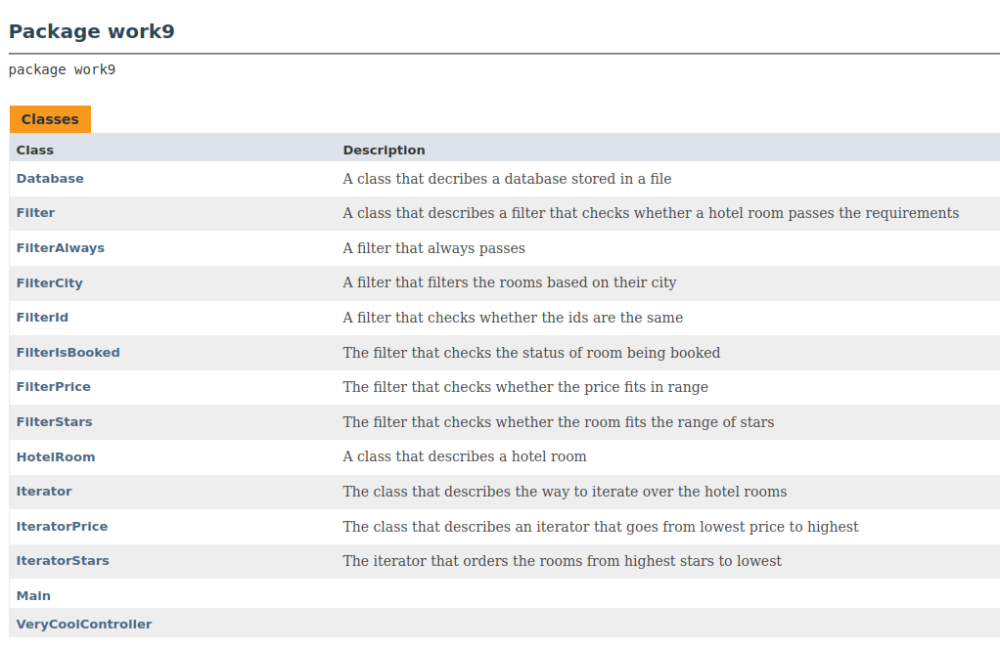 Package work9
package work9
Classes
Class Description
Database A class that decribes a database stored in a file
Filter A class that describes a filter that checks whether a hotel room passes the requirements
FilterAlways A filter that always passes
FilterCity A filter that filters the rooms based on their city
FilterId A filter that checks whether the ids are the same
FilterIsBooked The filter that checks the status of room being booked
FilterPrice The filter that checks whether the price fits in range
FilterStars The filter that checks whether the room fits the range of stars
HotelRoom A class that describes a hotel room
Iterator The class that describes the way to iterate over the hotel rooms
IteratorPrice The class that describes an iterator that goes from lowest price to highest
IteratorStars The iterator that orders the rooms from highest stars to lowest
Main
VeryCoolController